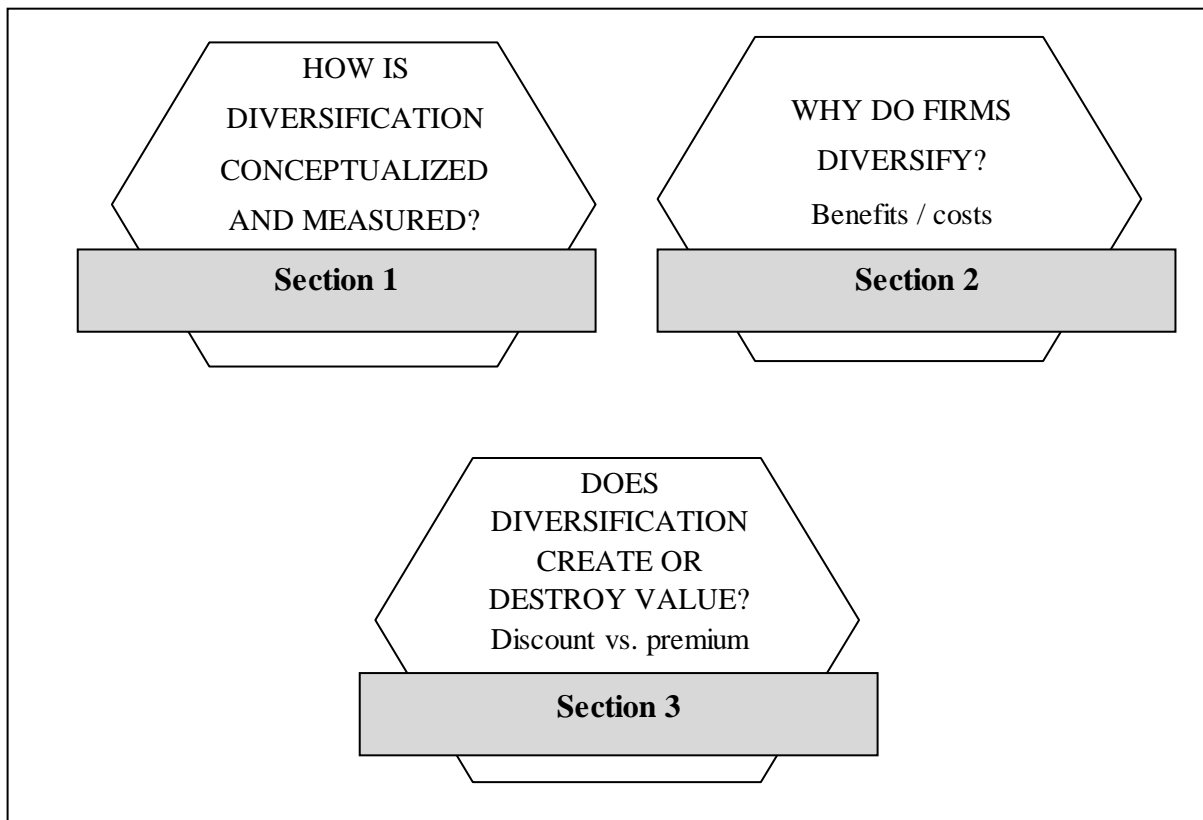 HOW IS
DIVERSIFICATION
CONCEPTUALIZED
AND MEASURED?
Section 1
WHY DO FIRMS
DIVERSIFY?
Benefits / costs
Section 2
DOES
DIVERSIFICATION
CREATE OR
DESTROY VALUE?
Discount vs. premium
Section 3